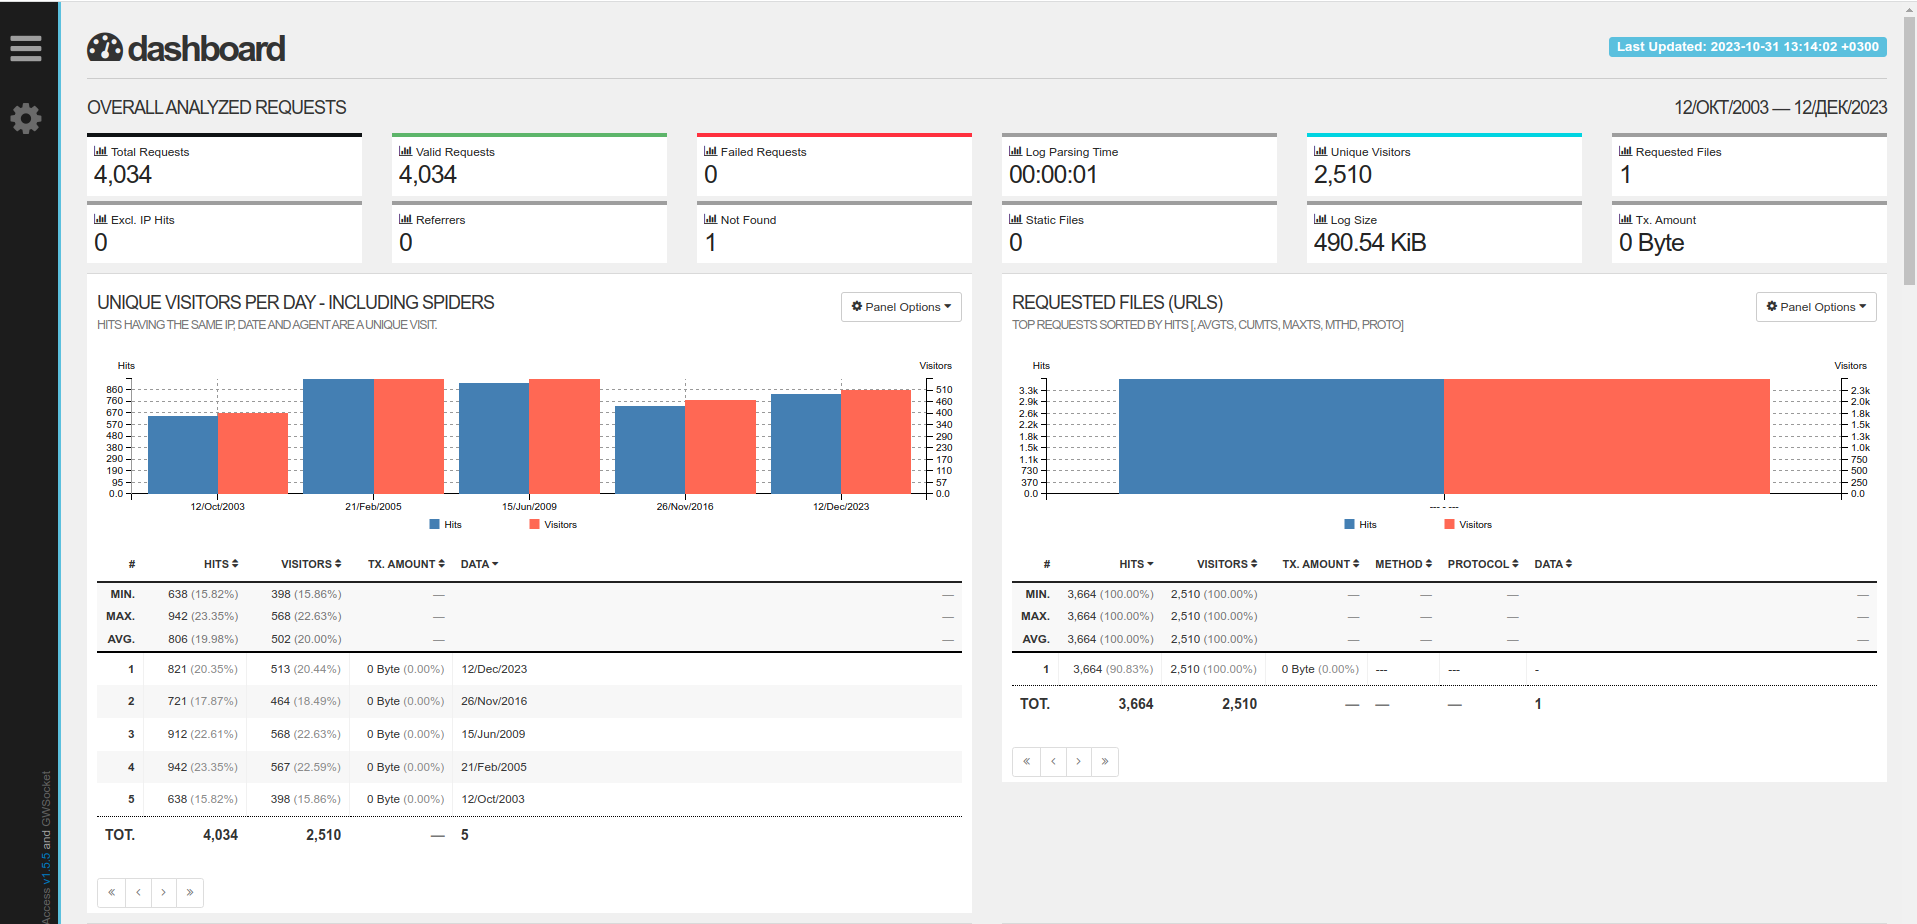 dashboard
Last Updated: 2023-10-31 13:14:02 +0300
OVERALL ANALYZED REQUESTS
12/ОКТ/2003 — 12/ДЕК/2023
Total Requests
4,034
Valid Requests
4,034
Failed Requests
0
Log Parsing Time
00:00:01
Unique Visitors
2,510
Requested Files
1
Excl. IP Hits
0
Referrers
0
Not Found
1
Static Files
0
Log Size
490.54 KiB
Tx. Amount
0 Byte
UNIQUE VISITORS PER DAY - INCLUDING SPIDERS
HITS HAVING THE SAME IP, DATE AND AGENT ARE A UNIQUE VISIT.
Panel Options
Hits
Visitors
860
760
670
570
480
380
290
190
95
0.0
510
460
400
340
290
230
170
110
57
0.0
12/Oct/2003 21/Feb/2005 15/Jun/2009 26/Nov/2016 12/Dec/2023
Hits Visitors
# HITS VISITORS TX. AMOUNT DATA
MIN. 638 (15.82%) 398 (15.86%) — —
MAX. 942 (23.35%) 568 (22.63%) — —
AVG. 806 (19.98%) 502 (20.00%) — —
1 821 (20.35%) 513 (20.44%) 0 Byte (0.00%) 12/Dec/2023
2 721 (17.87%) 464 (18.49%) 0 Byte (0.00%) 26/Nov/2016
3 912 (22.61%) 568 (22.63%) 0 Byte (0.00%) 15/Jun/2009
4 942 (23.35%) 567 (22.59%) 0 Byte (0.00%) 21/Feb/2005
5 638 (15.82%) 398 (15.86%) 0 Byte (0.00%) 12/Oct/2003
TOT. 4,034 2,510 — 5
« ‹ › »
REQUESTED FILES (URLS)
TOP REQUESTS SORTED BY HITS [, AVGTS, CUMTS, MAXTS, MTHD, PROTO]
Panel Options
Hits
Visitors
3.3k
2.9k
2.6k
2.2k
1.8k
1.5k
1.1k
730
370
0.0
2.3k
2.0k
1.8k
1.5k
1.3k
1.0k
750
500
250
0.0
--- - ---
Hits Visitors
# HITS VISITORS TX. AMOUNT METHOD PROTOCOL DATA
MIN. 3,664 (100.00%) 2,510 (100.00%) — — — —
MAX. 3,664 (100.00%) 2,510 (100.00%) — — — —
AVG. 3,664 (100.00%) 2,510 (100.00%) — — — —
1 3,664 (90.83%) 2,510 (100.00%) 0 Byte (0.00%) --- --- -
TOT. 3,664 2,510 — — — 1
« ‹ › »
Access v1.5.5 and GWSocket